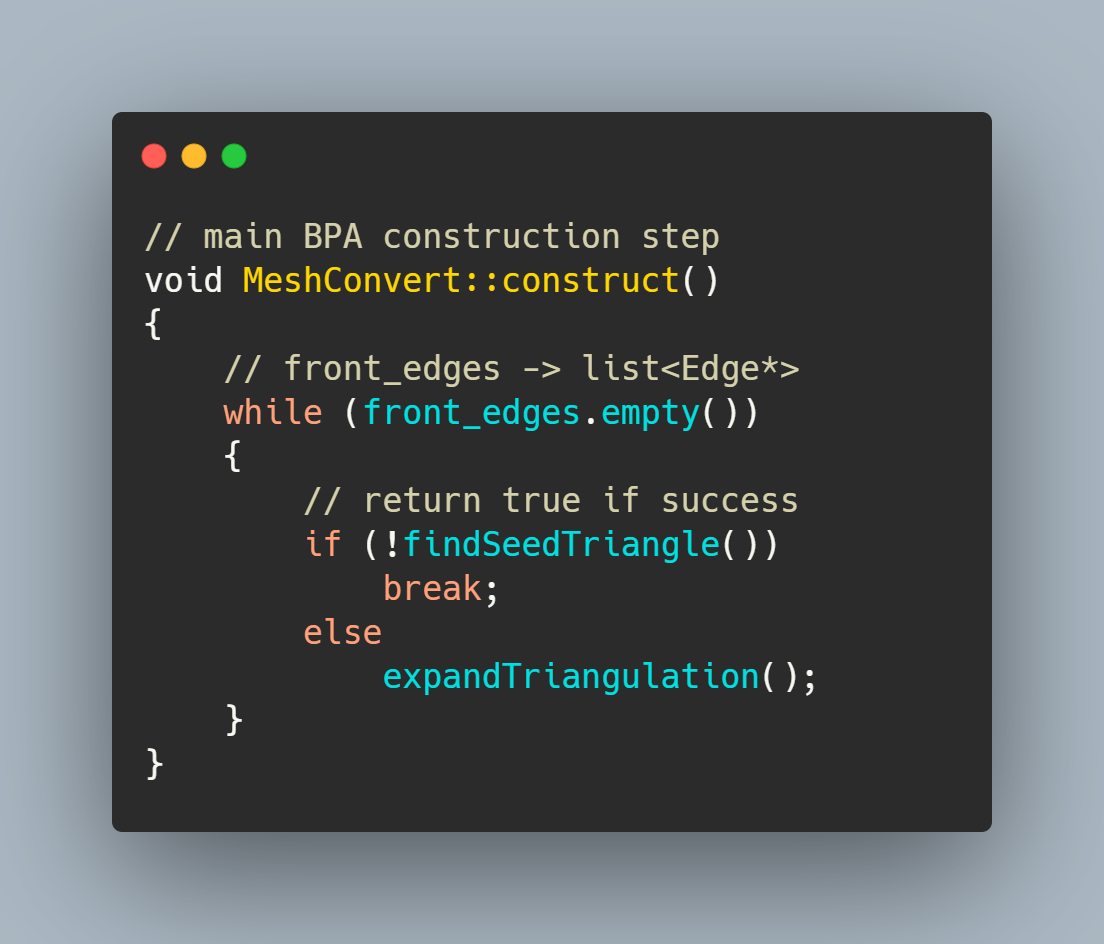 // main BPA construction step
void MeshConvert::construct()
{
    // front_edges -> list<Edge*>
    while (front_edges.empty())
    {
        // return true if success
        if (!findSeedTriangle())
            break;
        else
            expandTriangulation();
    }
}